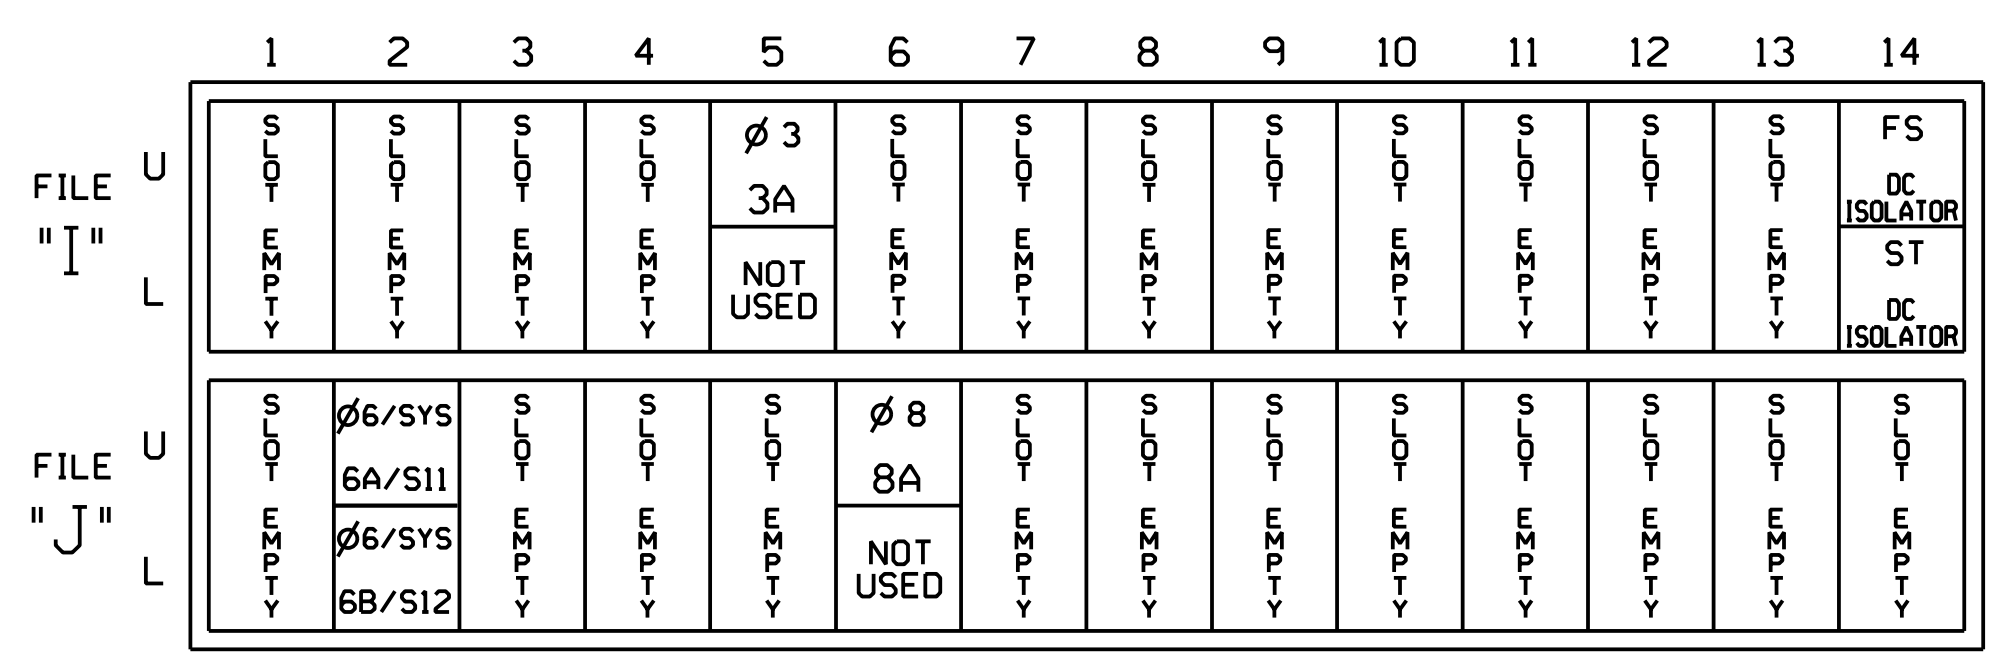 1 2 3 4 5 6 7 8 9 10 11 12 13 14
FILE
"I"
U
L
SLOT EMPTY
SLOT EMPTY
SLOT EMPTY
SLOT EMPTY
Ø 3
3A
NOT
USED
SLOT EMPTY
SLOT EMPTY
SLOT EMPTY
SLOT EMPTY
SLOT EMPTY
SLOT EMPTY
SLOT EMPTY
SLOT EMPTY
FS
DC
ISOLATOR
ST
DC
ISOLATOR
FILE
"J"
U
L
SLOT EMPTY
Ø6/SYS
6A/S11
Ø6/SYS
6B/S12
SLOT EMPTY
SLOT EMPTY
SLOT EMPTY
Ø 8
8A
NOT
USED
SLOT EMPTY
SLOT EMPTY
SLOT EMPTY
SLOT EMPTY
SLOT EMPTY
SLOT EMPTY
SLOT EMPTY
SLOT EMPTY